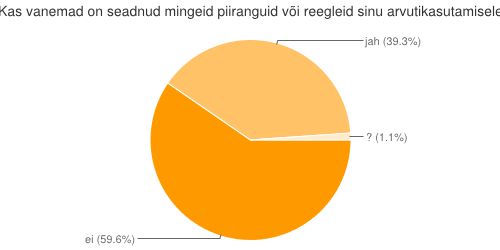 Kas vanemad on seadnud mingeid piiranguid või reegleid sinu arvutikasutamisele
jah (39.3%)
? (1.1%)
ei (59.6%)